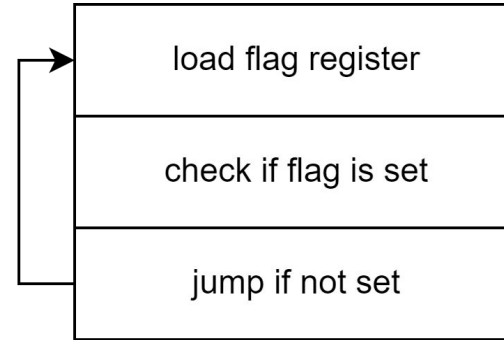 load flag register
check if flag is set
jump if not set